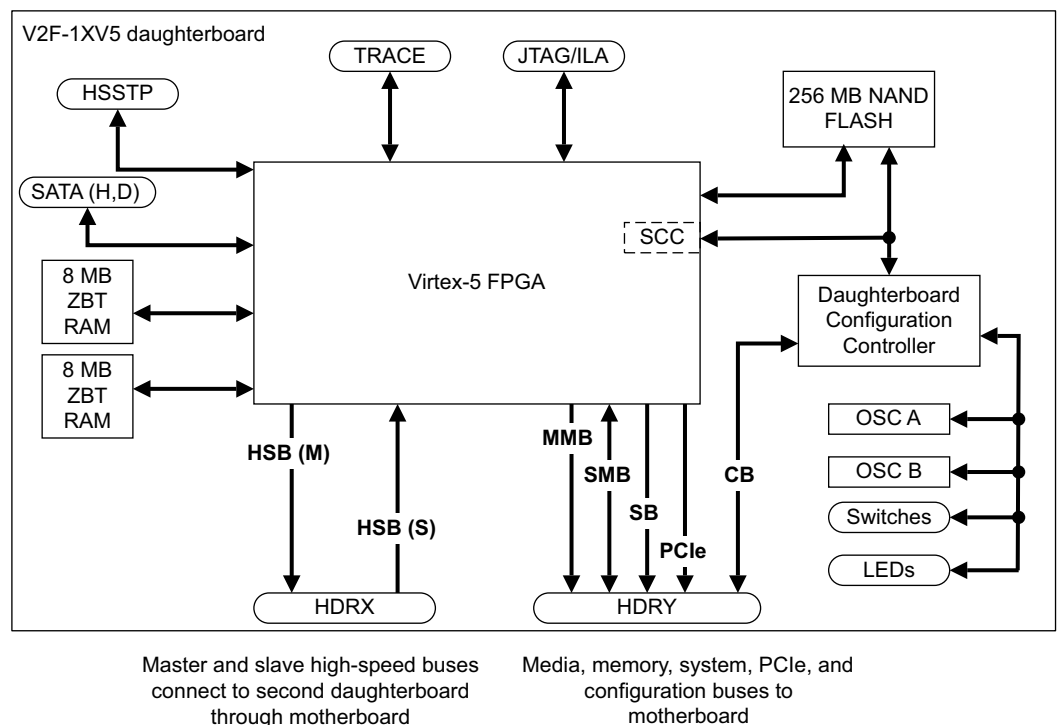 V2F-1XV5 daughterboard
TRACE
JTAG/ILA
HSSTP
256 MB NAND
FLASH
SATA (H,D)
SCC
8 MB
ZBT
RAM
Virtex-5 FPGA
Daughterboard
Configuration
Controller
8 MB
ZBT
RAM
OSC A
HSB (M)
MMB
SMB
CB
OSC B
HSB (S)
SB
Switches
PCIe
LEDs
HDRX
HDRY
Master and slave high-speed buses
connect to second daughterboard
through motherboard
Media, memory, system, PCIe, and
configuration buses to
motherboard